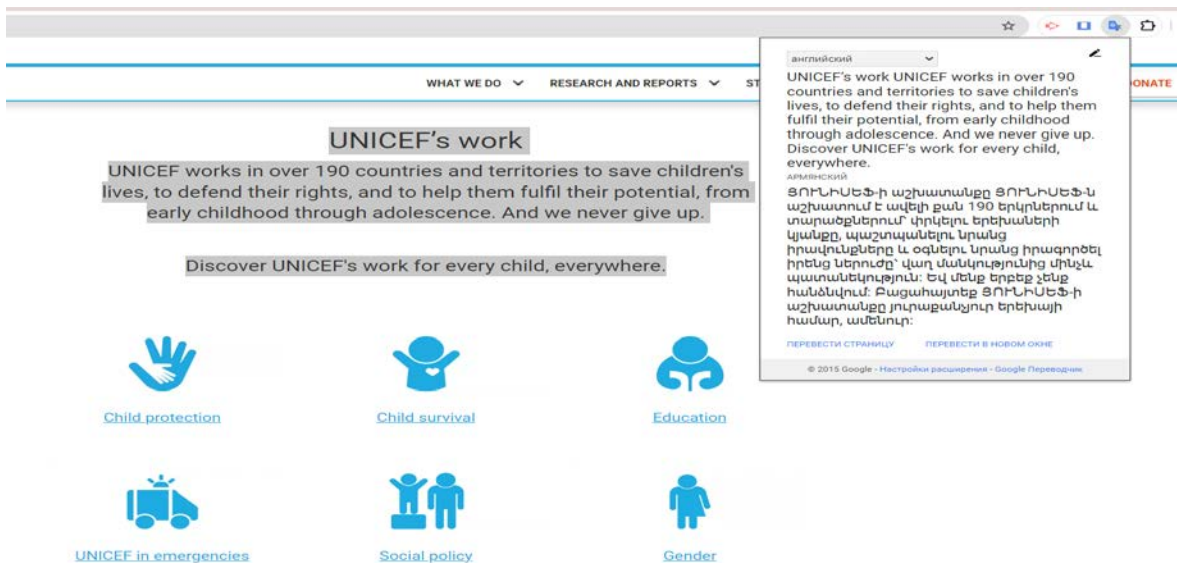 WHAT WE DO
RESEARCH AND REPORTS
ST
ONATE
UNICEF’s work
UNICEF works in over 190 countries and territories to save children's
lives, to defend their rights, and to help them fulfil their potential, from
early childhood through adolescence. And we never give up.
Discover UNICEF's work for every child, everywhere.
Child protection
Child survival
Education
UNICEF in emergencies
Social policy
Gender
английский
UNICEF’s work UNICEF works in over 190
countries and territories to save children's
lives, to defend their rights, and to help them
fulfil their potential, from early childhood
through adolescence. And we never give up.
Discover UNICEF's work for every child,
everywhere.
АРМЯНСКИЙ
ՅՈՒՆԻՍԵՖ-ի աշխատանքը ՅՈՒՆԻՍԵՖ-ն
աշխատում է ավելի քան 190 երկրներում և
տարածքներում՝ փրկելու երեխաների
կյանքը, պաշտպանելու նրանց
իրավունքները և օգնելու նրանց իրագործել
իրենց ներուժը՝ վաղ մանկությունից մինչև
պատանեկություն: Եվ մենք երբեք չենք
հանձնվում: Բացահայտեք ՅՈՒՆԻՍԵՖ-ի
աշխատանքը յուրաքանչյուր երեխայի
համար, ամենուր:
ПЕРЕВЕСТИ СТРАНИЦУ
ПЕРЕВЕСТИ В НОВОМ ОКНЕ
© 2015 Google - Настройки расширения - Google Переводчик